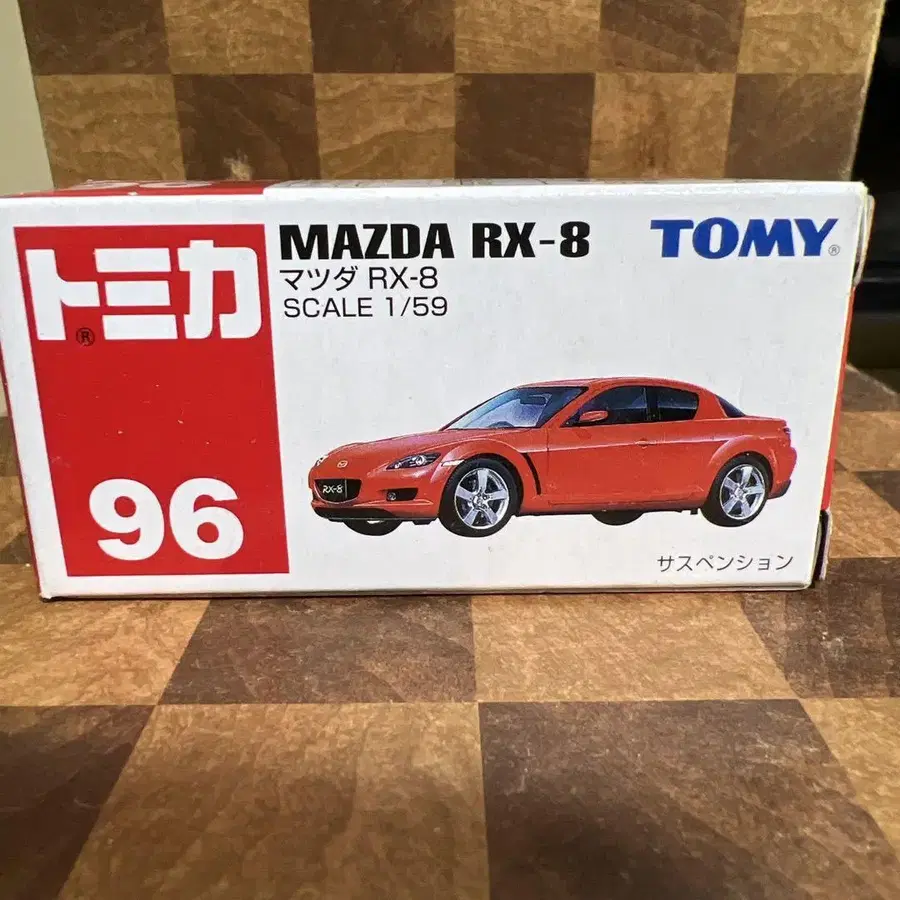 トミカ®
96
MAZDA RX-8
マツダ RX-8
SCALE 1/59
TOMY®
RX-8
サスペンション